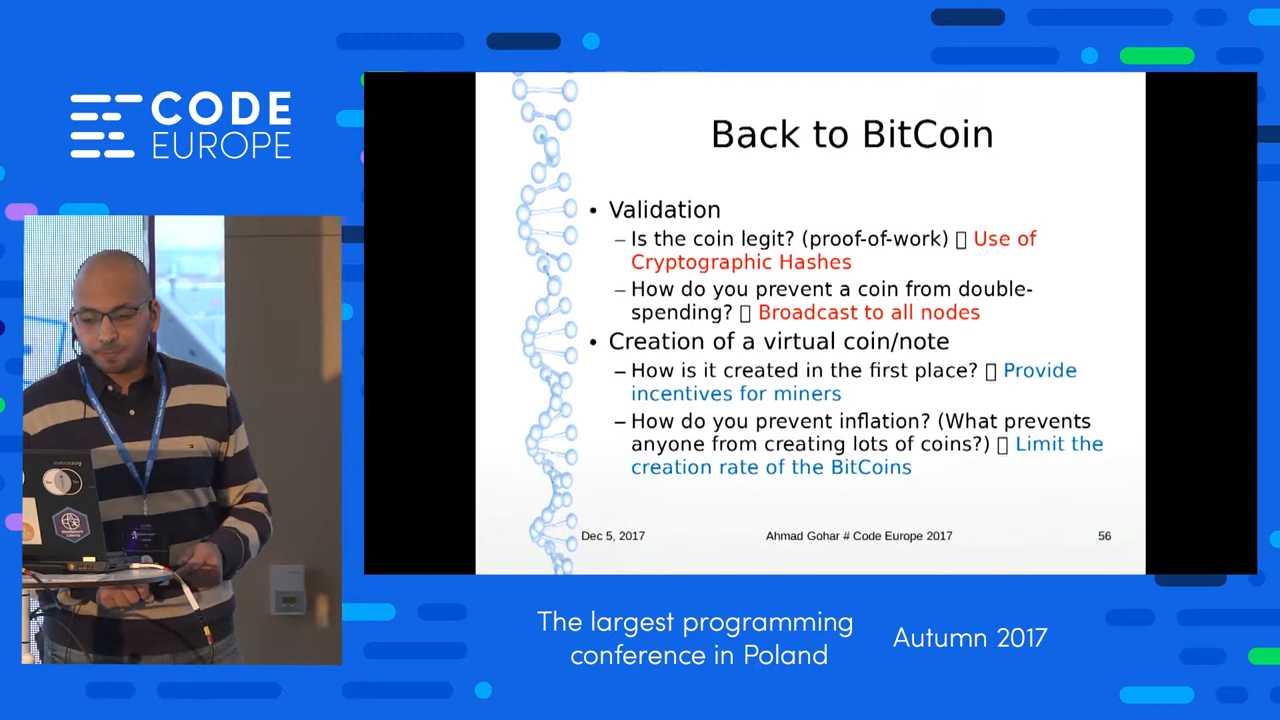 CODE
EUROPE
Back to BitCoin
• Validation
– Is the coin legit? (proof-of-work) ▯ Use of
Cryptographic Hashes
– How do you prevent a coin from double-
spending? ▯ Broadcast to all nodes
• Creation of a virtual coin/note
– How is it created in the first place? ▯ Provide
incentives for miners
– How do you prevent inflation? (What prevents
anyone from creating lots of coins?) ▯ Limit the
creation rate of the BitCoins
Dec 5, 2017
Ahmad Gohar # Code Europe 2017
56
The largest programming
conference in Poland
Autumn 2017